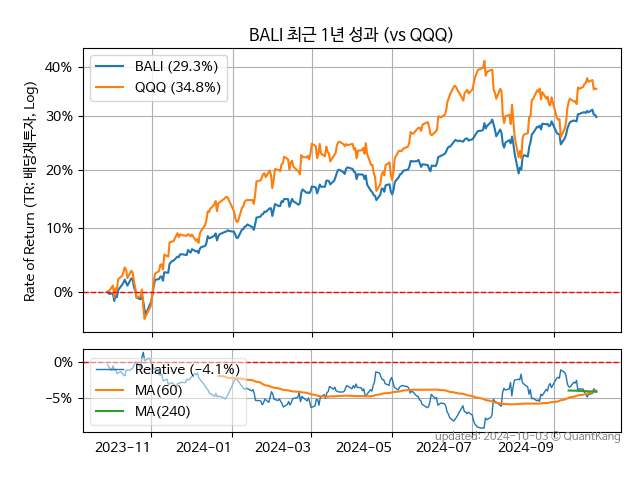 BALI 최근 1년 성과 (vs QQQ)
BALI (29.3%)
QQQ (34.8%)
40%
30%
20%
10%
0%
Rate of Return (TR: 배당재투자, Log)
0%
−5%
Relative (−4.1%)
MA(60)
MA(240)
2023−11
2024−01
2024−03
2024−05
2024−07
2024−09
updated: 2024-10-03 © QuantKang